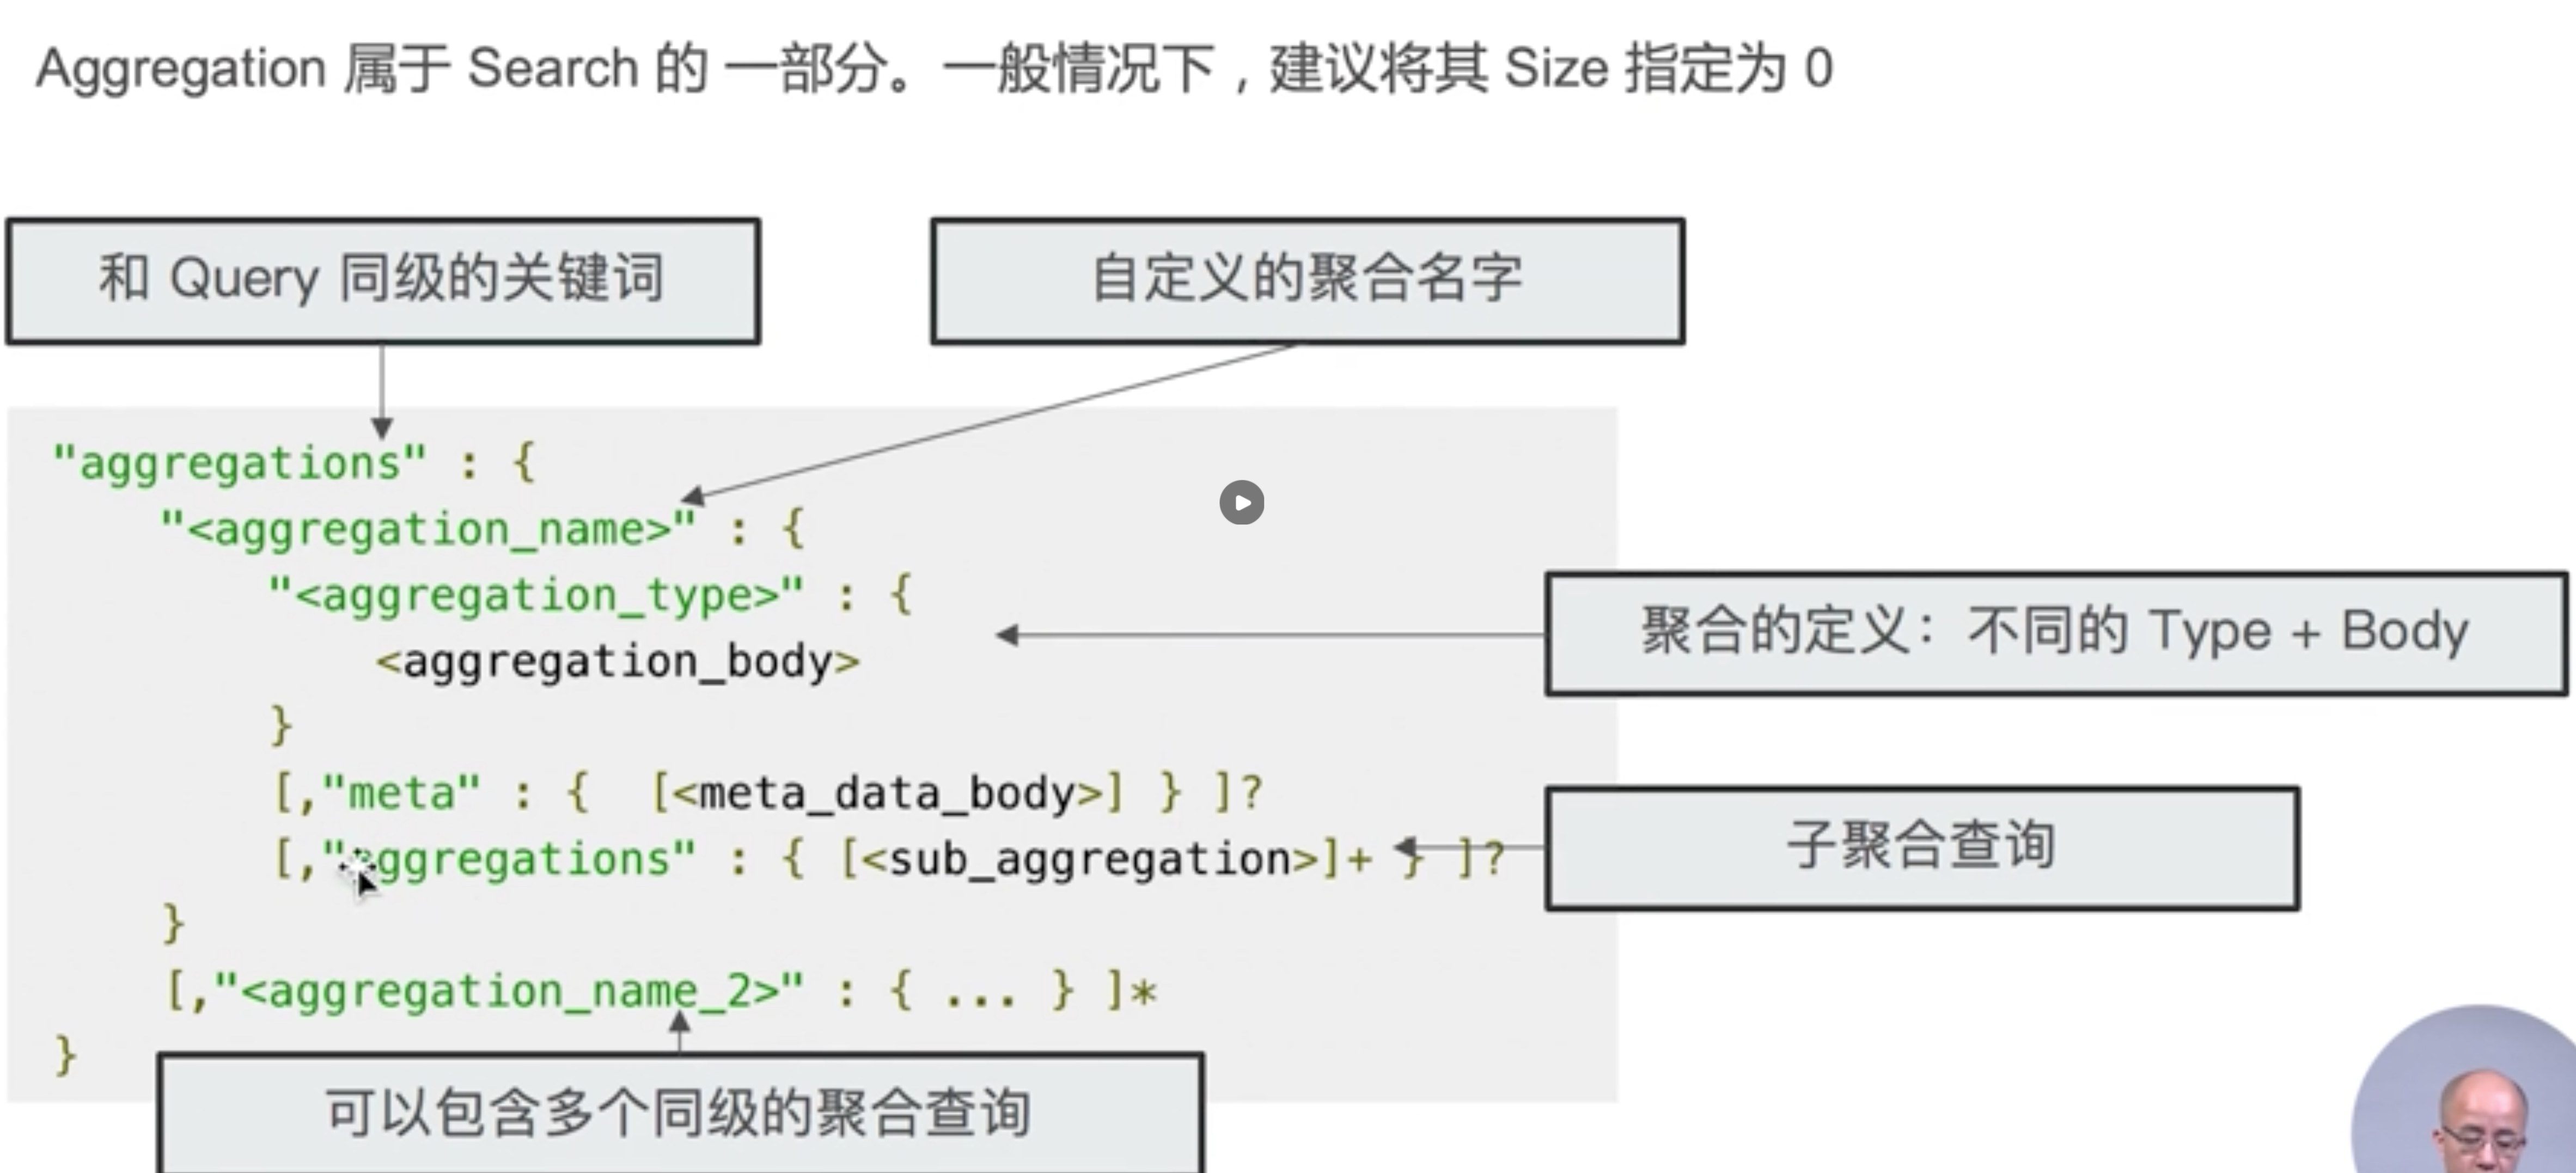 Aggregation 属于 Search 的 一部分。一般情况下，建议将其 Size 指定为 0
和 Query 同级的关键词
自定义的聚合名字
"aggregations" : {
"<aggregation_name>" : {
"<aggregation_type>" : {
聚合的定义：不同的 Type + Body
<aggregation_body>
}
[,"meta" : {  [<meta_data_body>] } ]?
[,"aggregations" : { [<sub_aggregation>]+ } ]?
子聚合查询
}
[,"<aggregation_name_2>" : { ... } ]*
}
可以包含多个同级的聚合查询